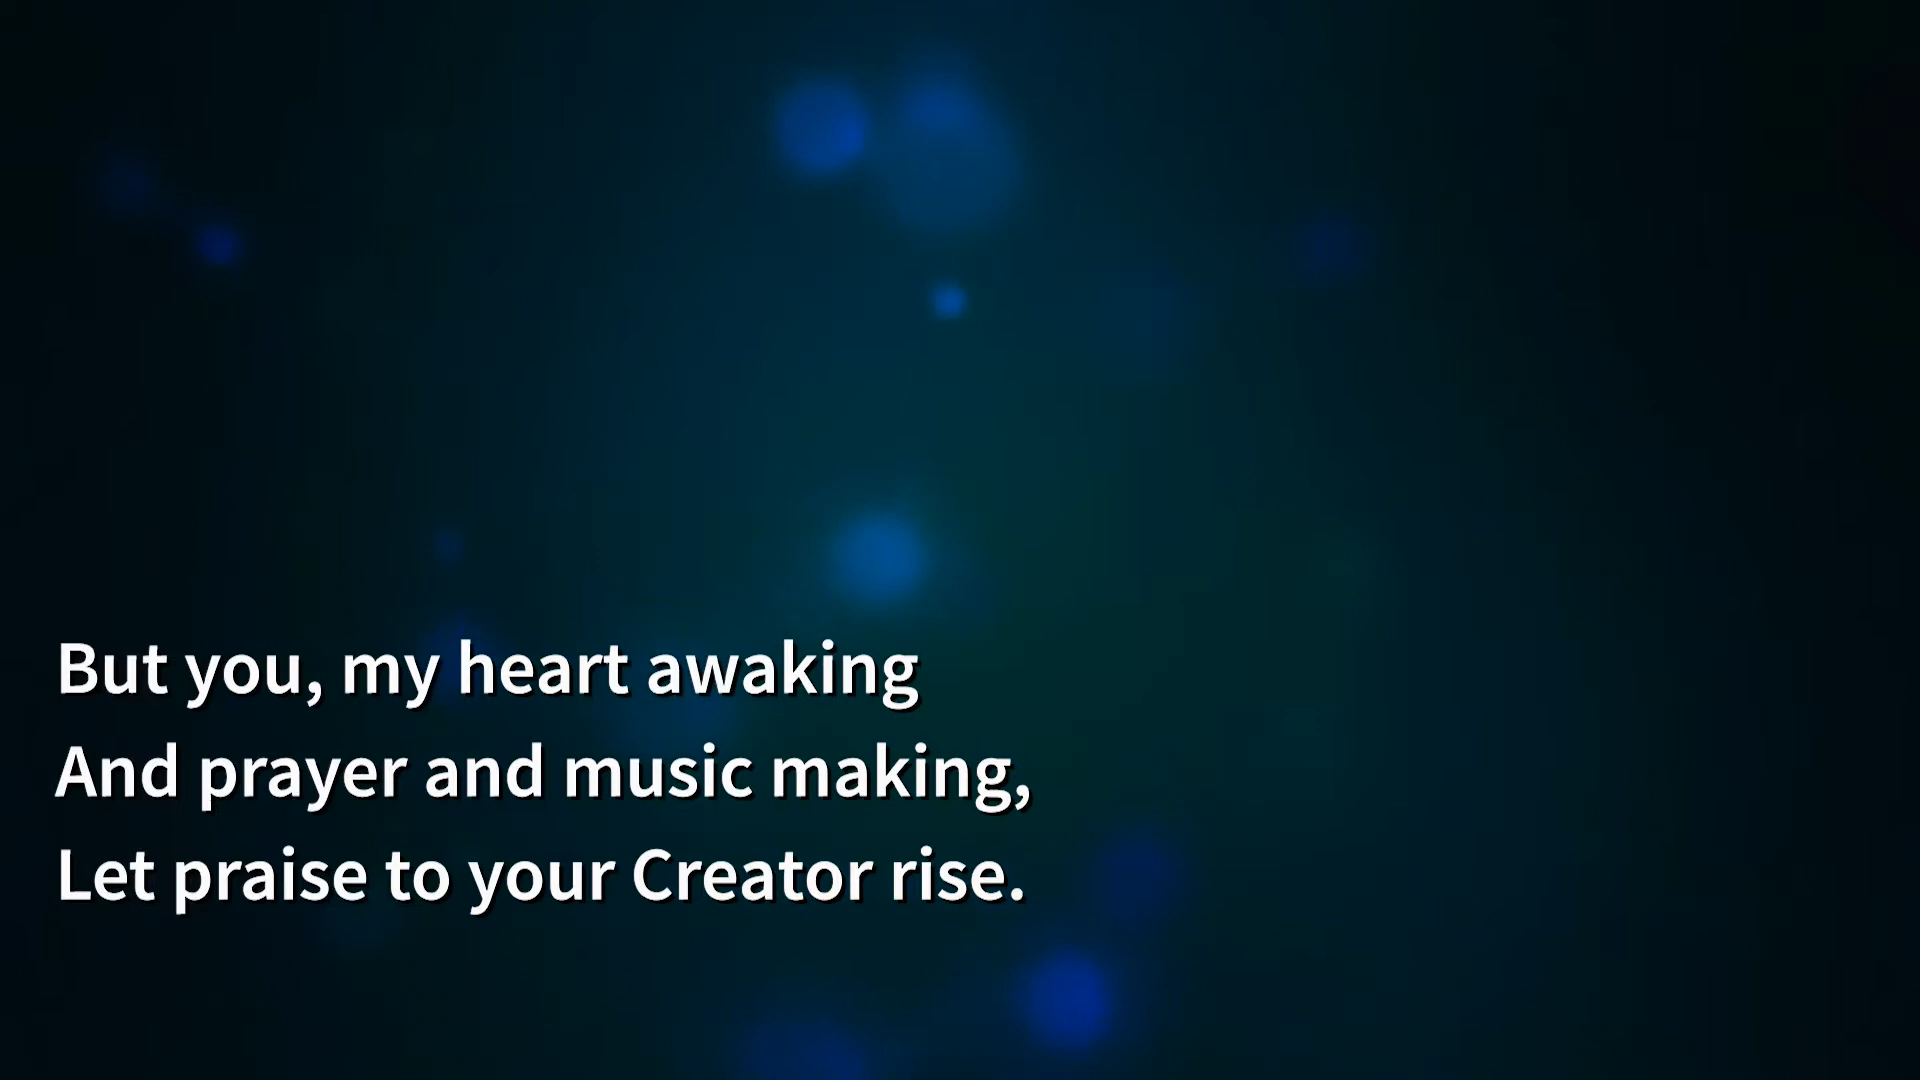 But you, my heart awaking
And prayer and music making,
Let praise to your Creator rise.